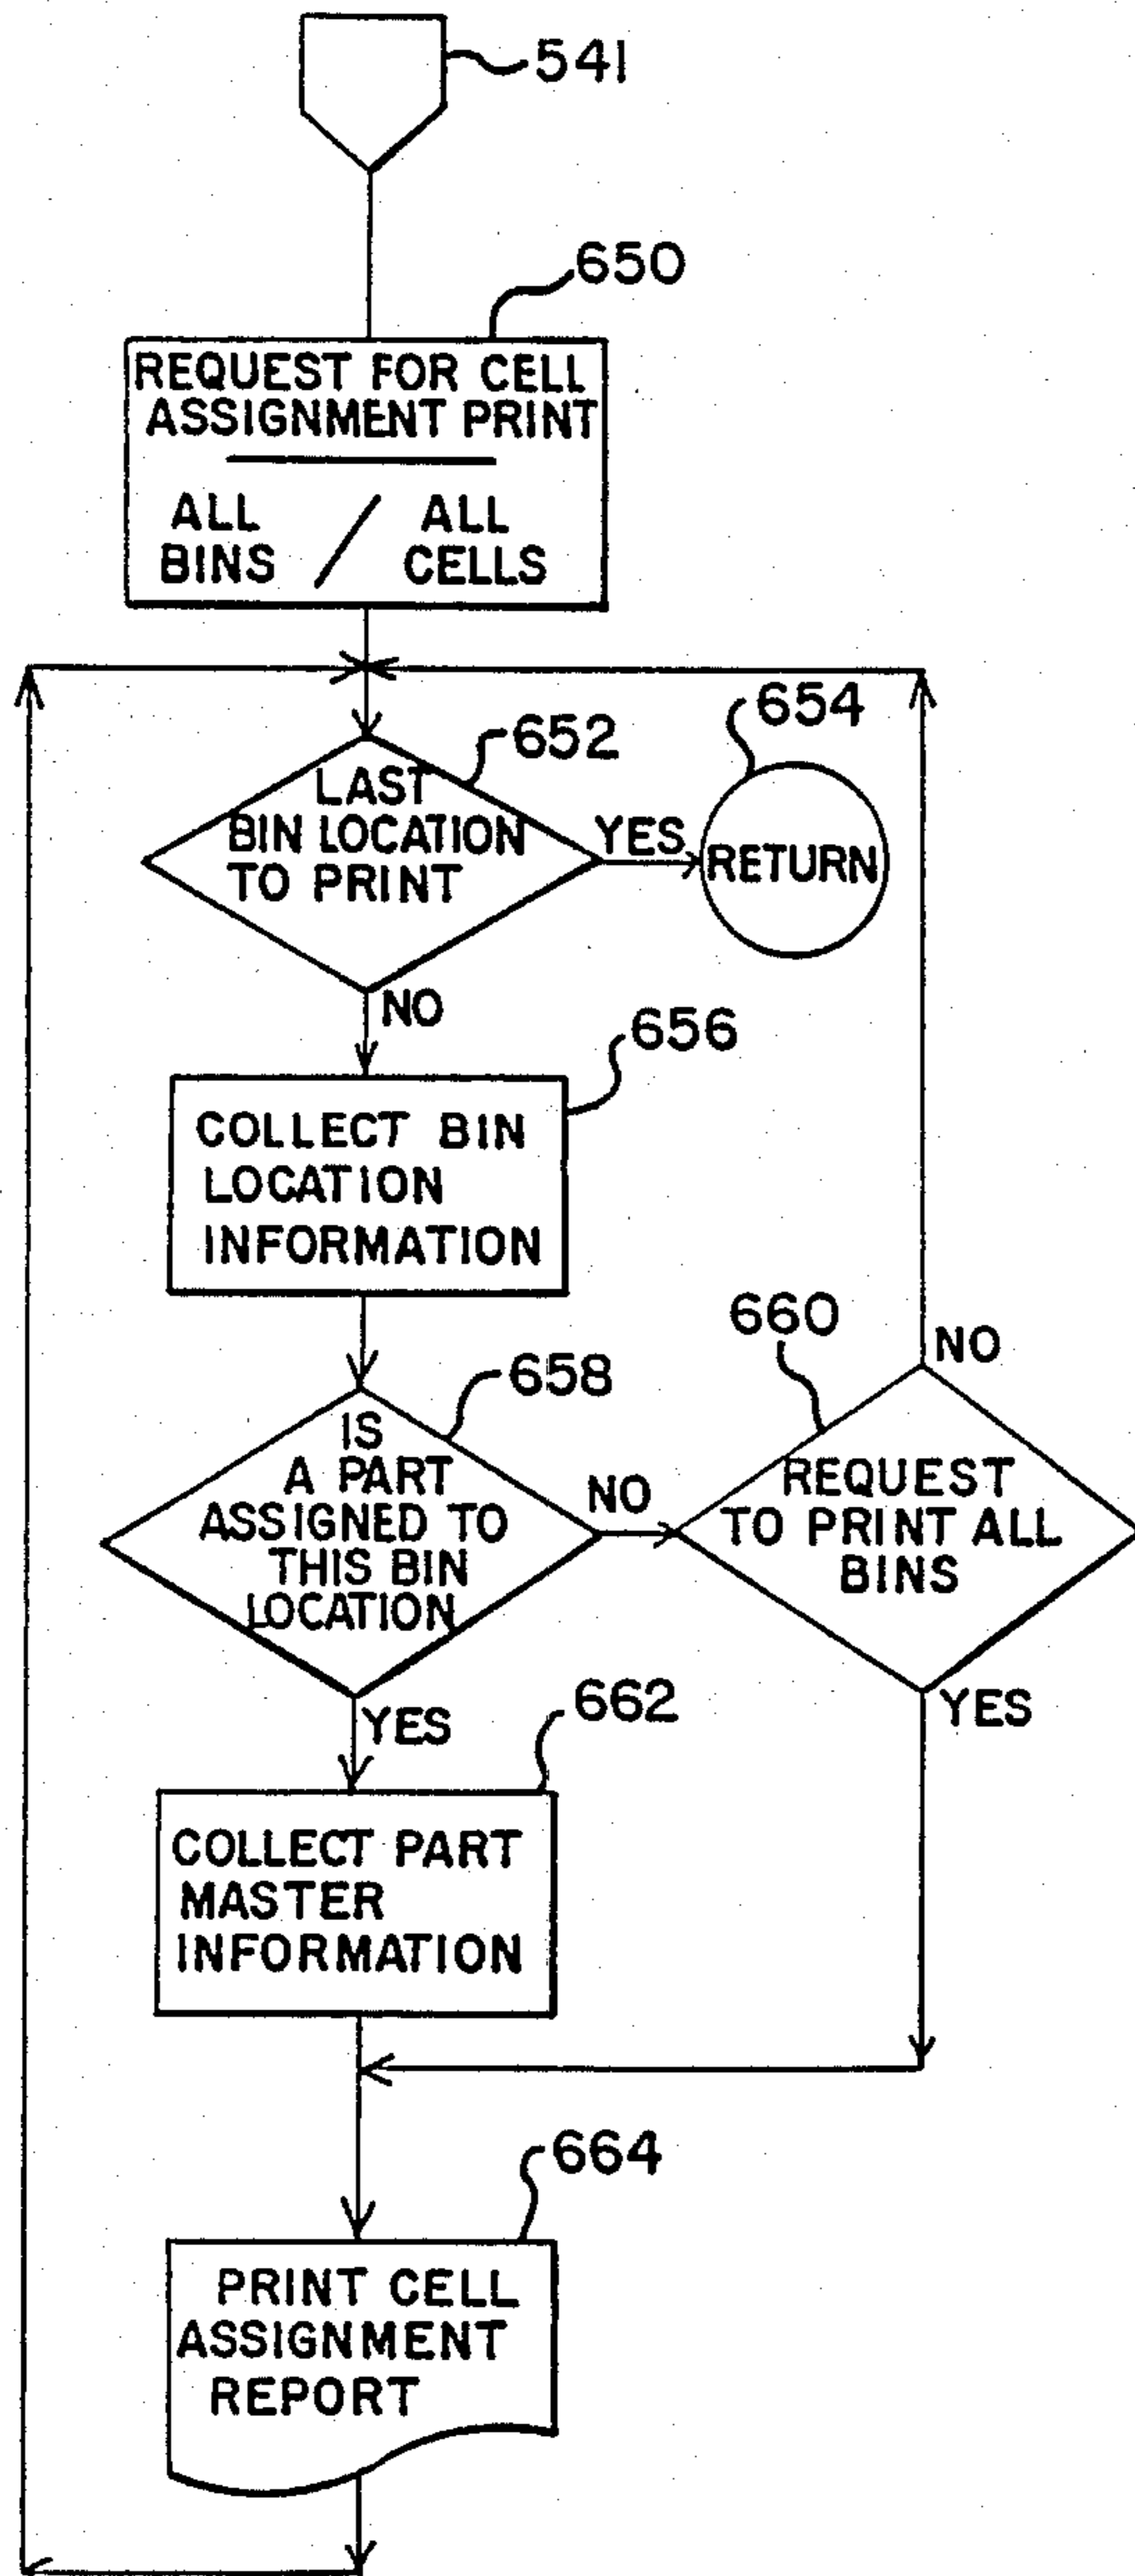 541
650
REQUEST FOR CELL
ASSIGNMENT PRINT
ALL / ALL
BINS CELLS
652
654
LAST
BIN LOCATION
TO PRINT
YES
RETURN
NO
656
COLLECT BIN
LOCATION
INFORMATION
658
660
NO
IS
A PART
ASSIGNED TO
THIS BIN
LOCATION
NO
REQUEST
TO PRINT ALL
BINS
YES
YES
662
COLLECT PART
MASTER
INFORMATION
664
PRINT CELL
ASSIGNMENT
REPORT